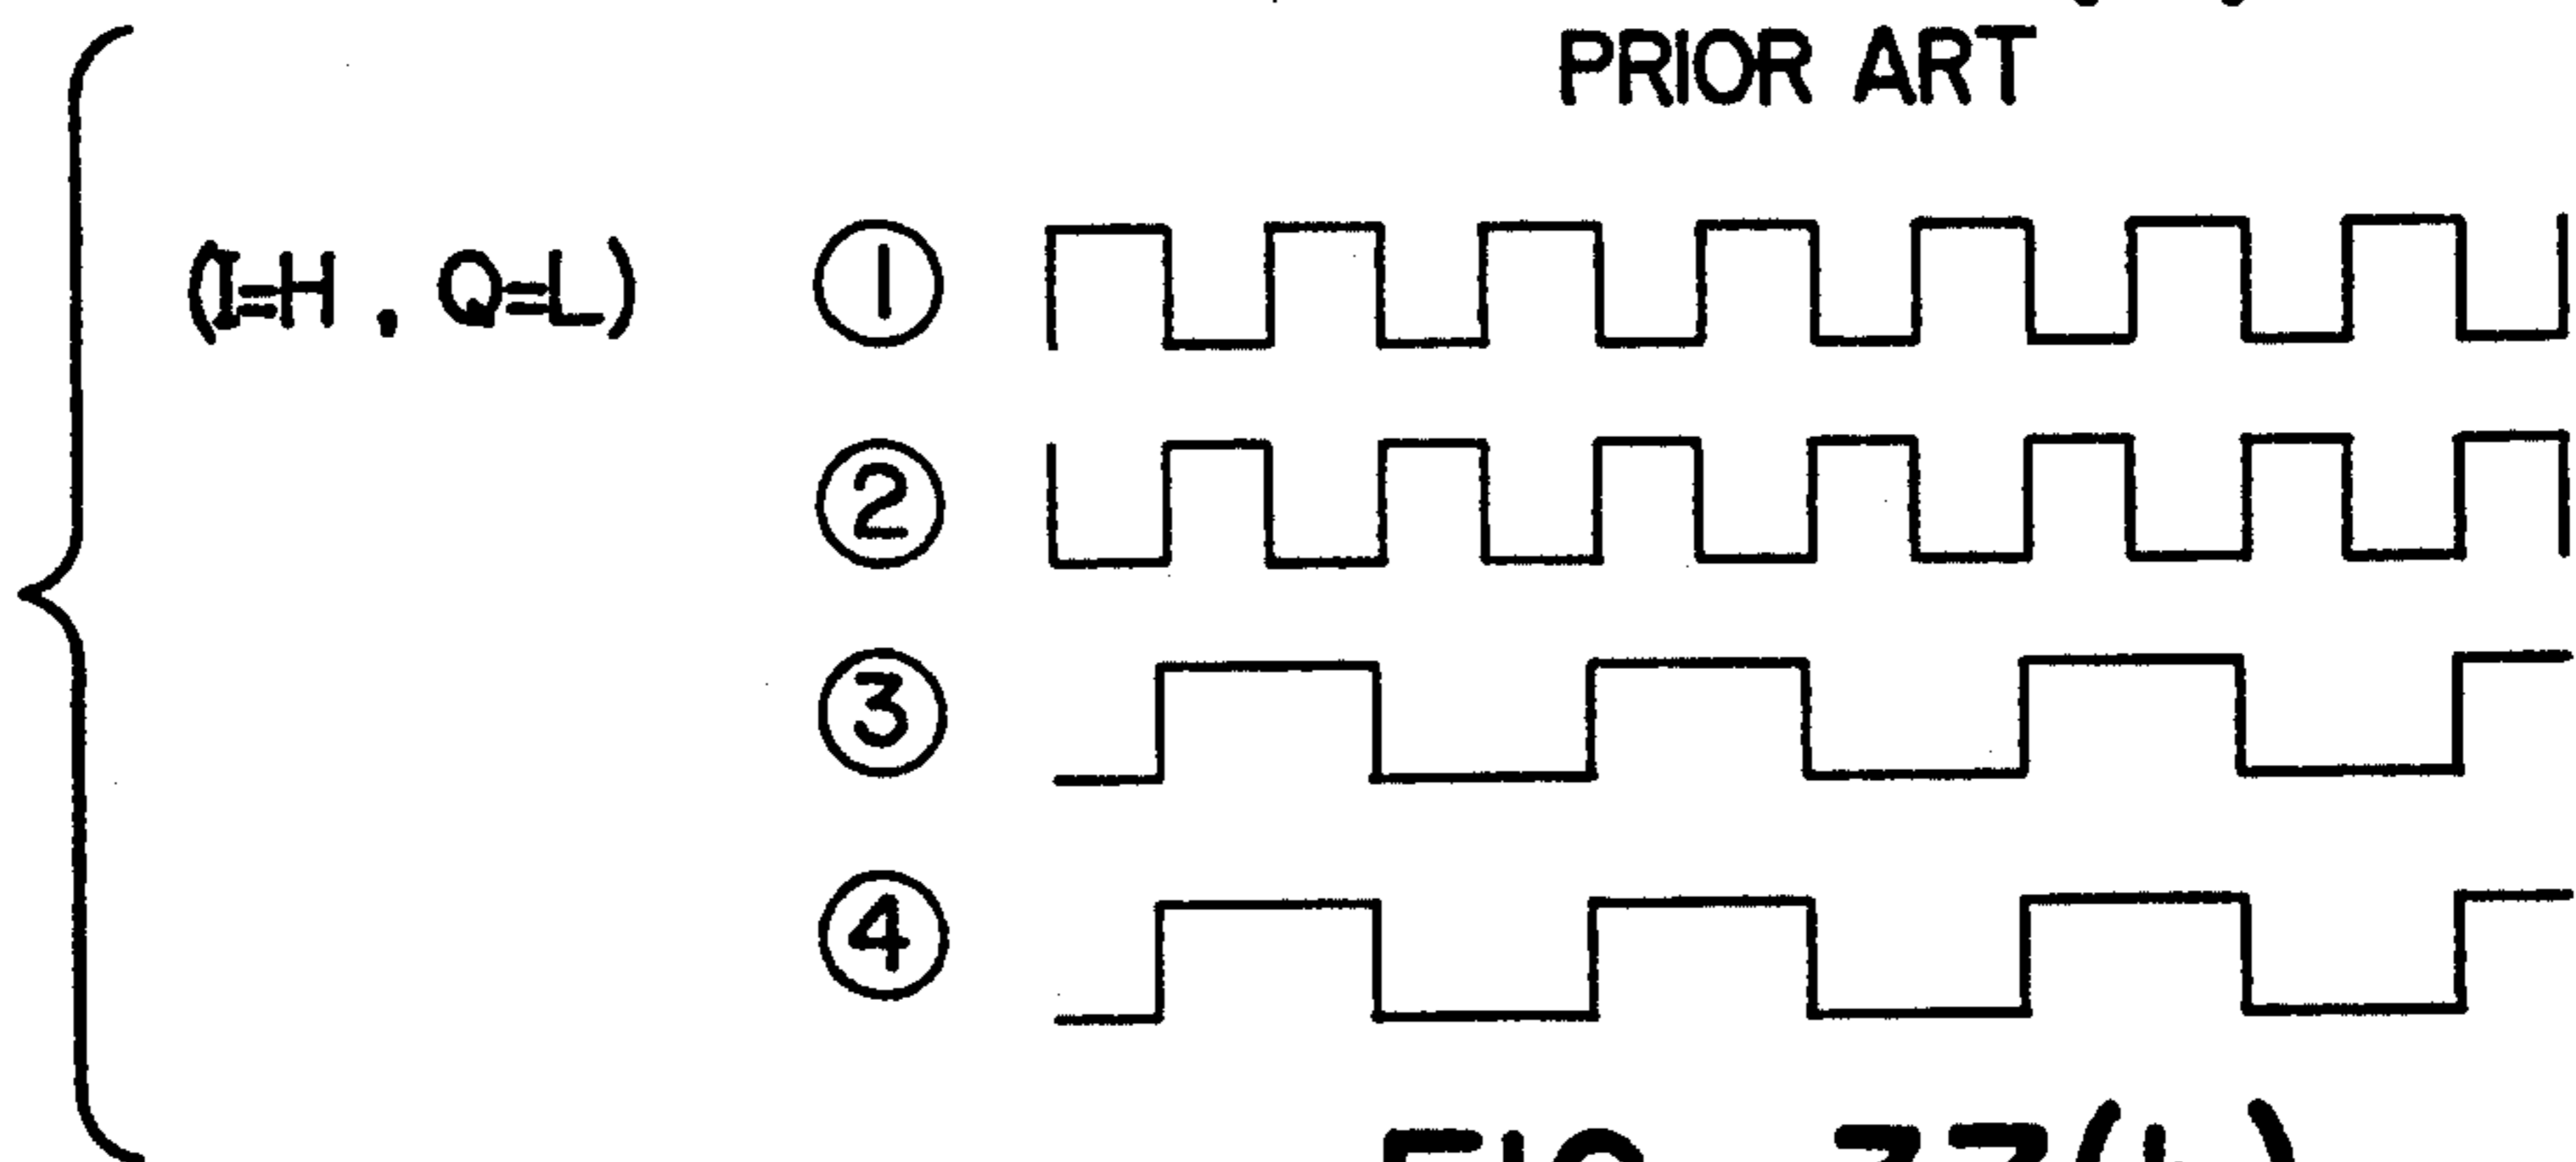 PRIOR ART
(I=H , Q=L)
①
②
③
④